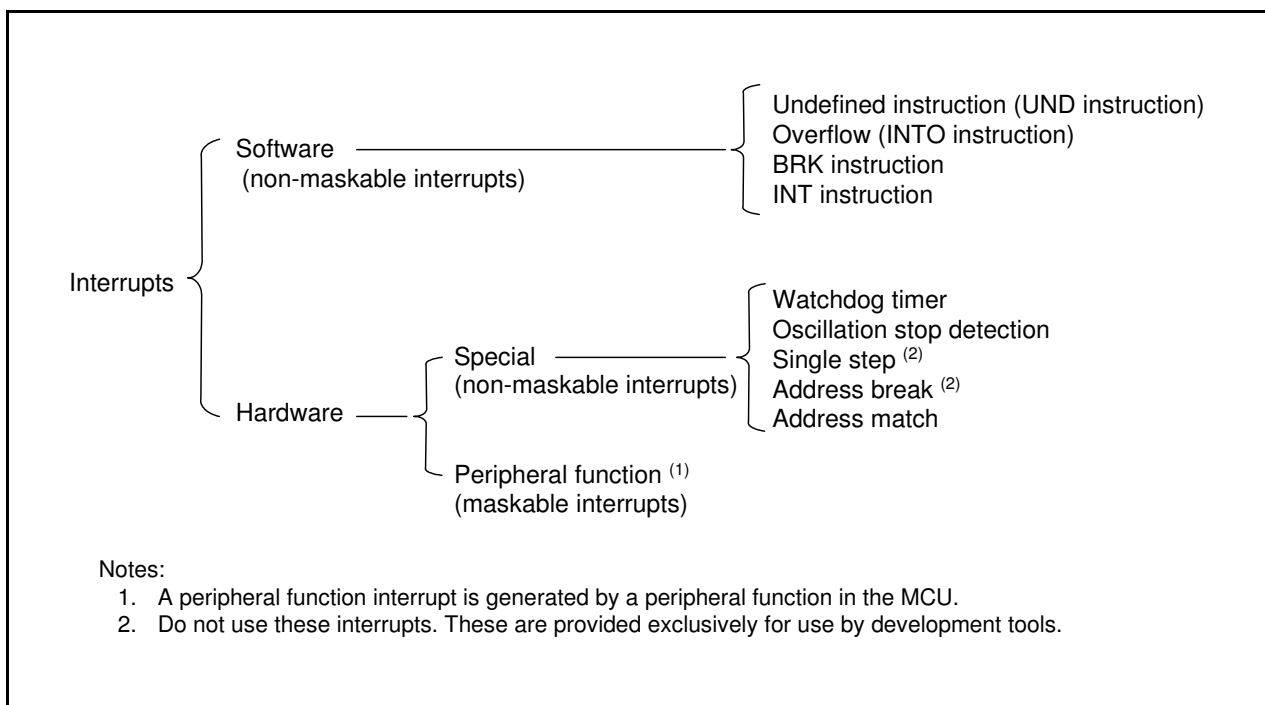 Undefined instruction (UND instruction)
Overflow (INTO instruction)
BRK instruction
INT instruction
Software
(non-maskable interrupts)
Interrupts
Watchdog timer
Oscillation stop detection
Single step (2)
Address break (2)
Address match
Special
(non-maskable interrupts)
Hardware
Peripheral function (1)
(maskable interrupts)
Notes:
1. A peripheral function interrupt is generated by a peripheral function in the MCU.
2. Do not use these interrupts. These are provided exclusively for use by development tools.